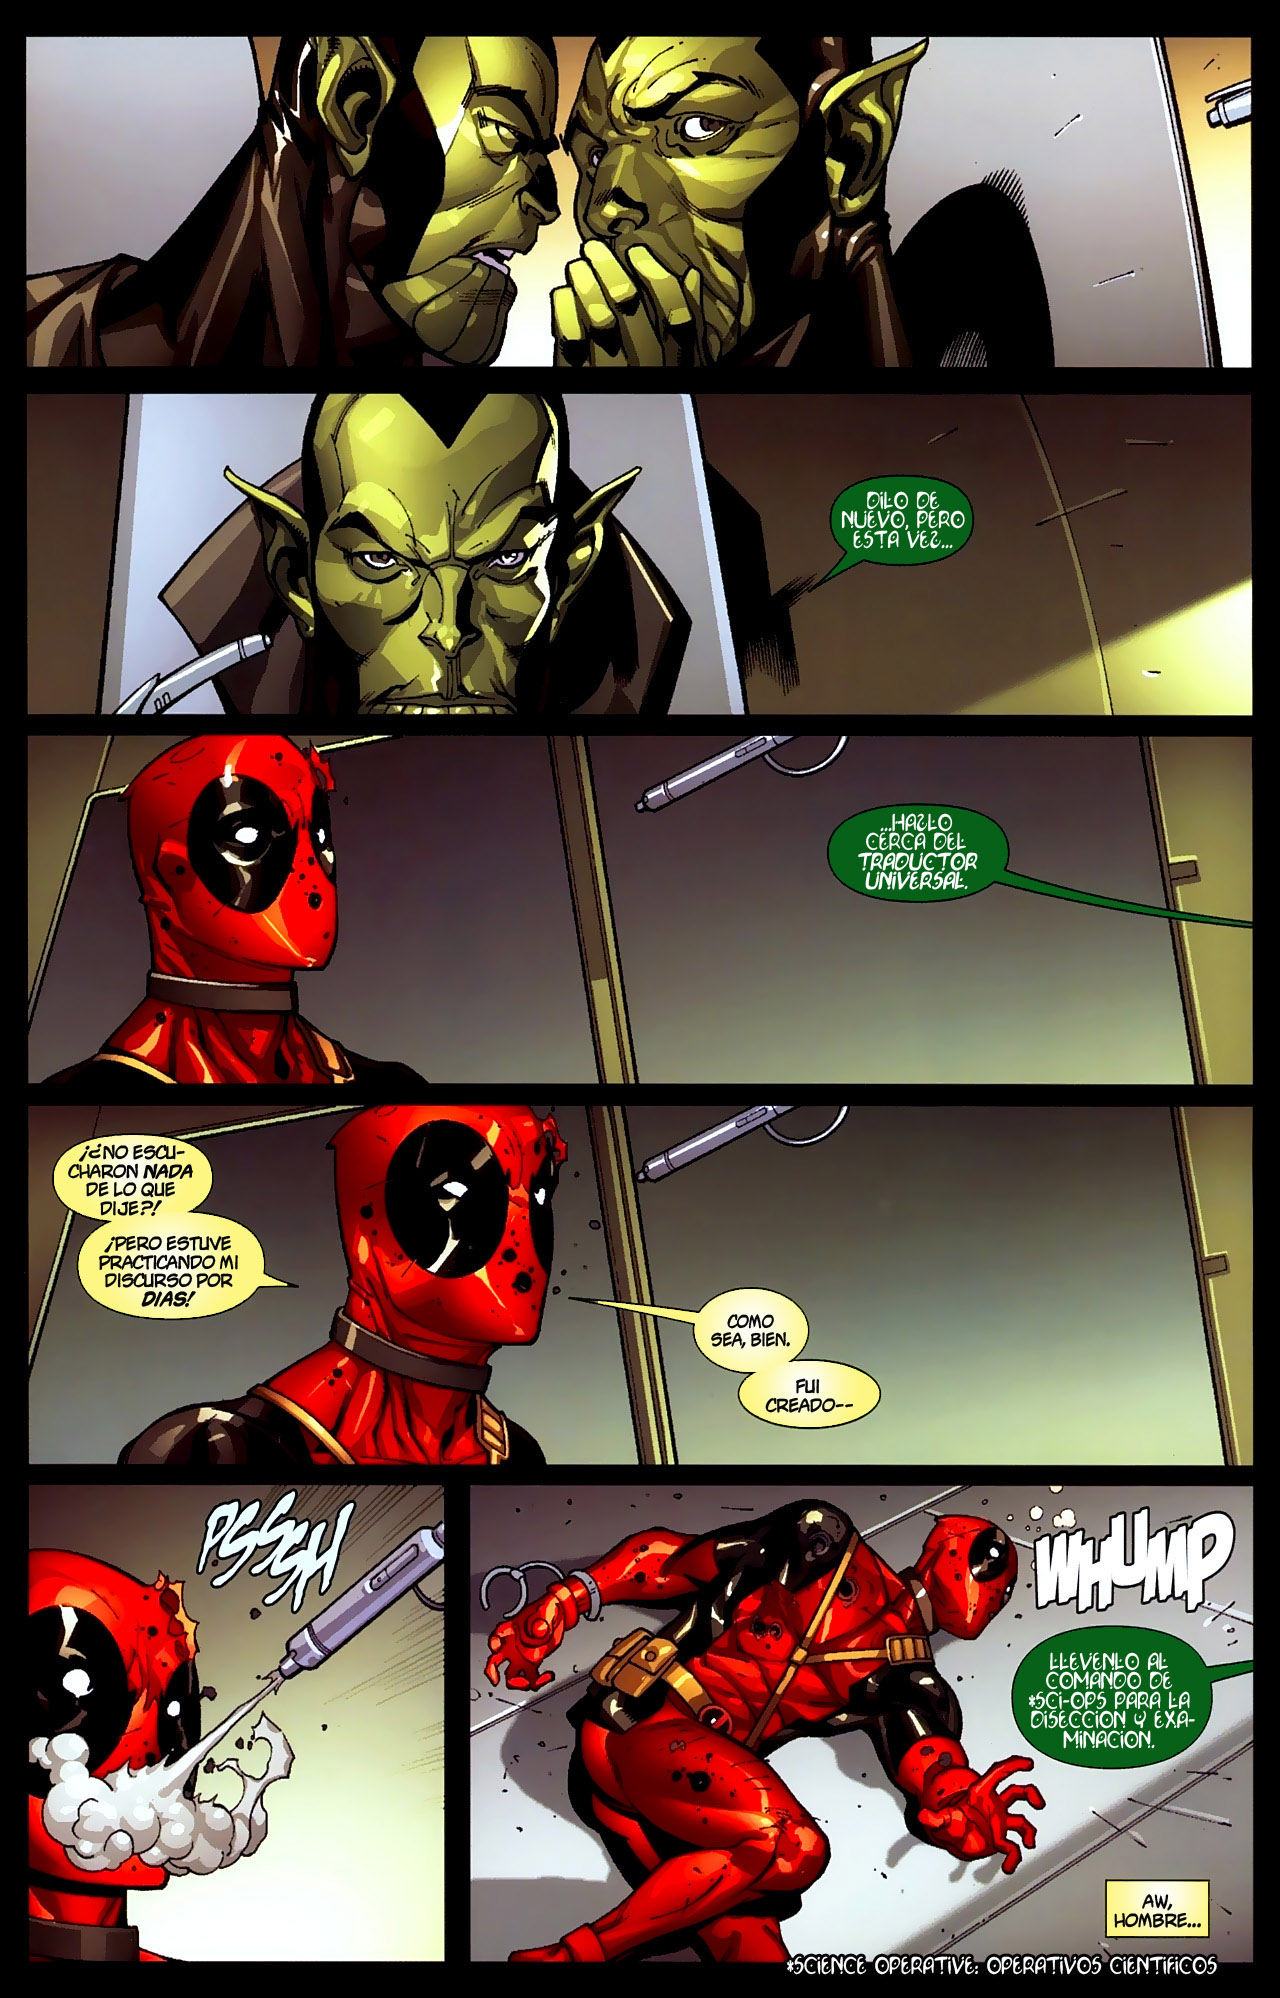 DILO DE
NUEVO, PERO
ESTA VEZ...
...HAZLO
CERCA DEL
TRADUCTOR
UNIVERSAL.
¡¿NO ESCU-
CHARON NADA
DE LO QUE
DIJE?!
¡PERO ESTUVE
PRACTICANDO MI
DISCURSO POR
DIAS!
COMO
SEA, BIEN.
FUI
CREADO--
PSSSSH
WHUMP
LLEVENLO AL
COMANDO DE
*SCI-OPS PARA LA
DISECCION Y EXA-
MINACION.
AW,
HOMBRE...
*SCIENCE OPERATIVE: OPERATIVOS CIENTIFICOS